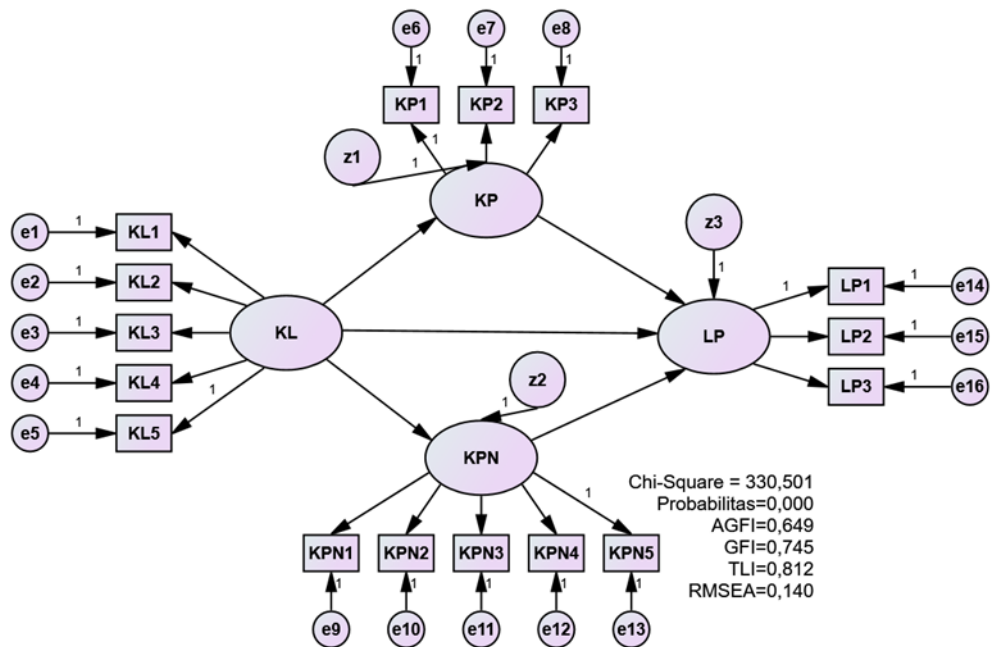 e6 e7 e8
1 1 1
KP1 KP2 KP3
1
z1
1
KP
z3
1
e1 1 KL1
e2 1 KL2
e3 1 KL3
e4 1 KL4
e5 1 KL5
1
KL
LP
1
LP1 1 e14
LP2 1 e15
LP3 1 e16
z2
1
KPN
1
KPN1 KPN2 KPN3 KPN4 KPN5
1 1 1 1 1
e9 e10 e11 e12 e13
Chi-Square = 330,501
Probabilitas=0,000
AGFI=0,649
GFI=0,745
TLI=0,812
RMSEA=0,140